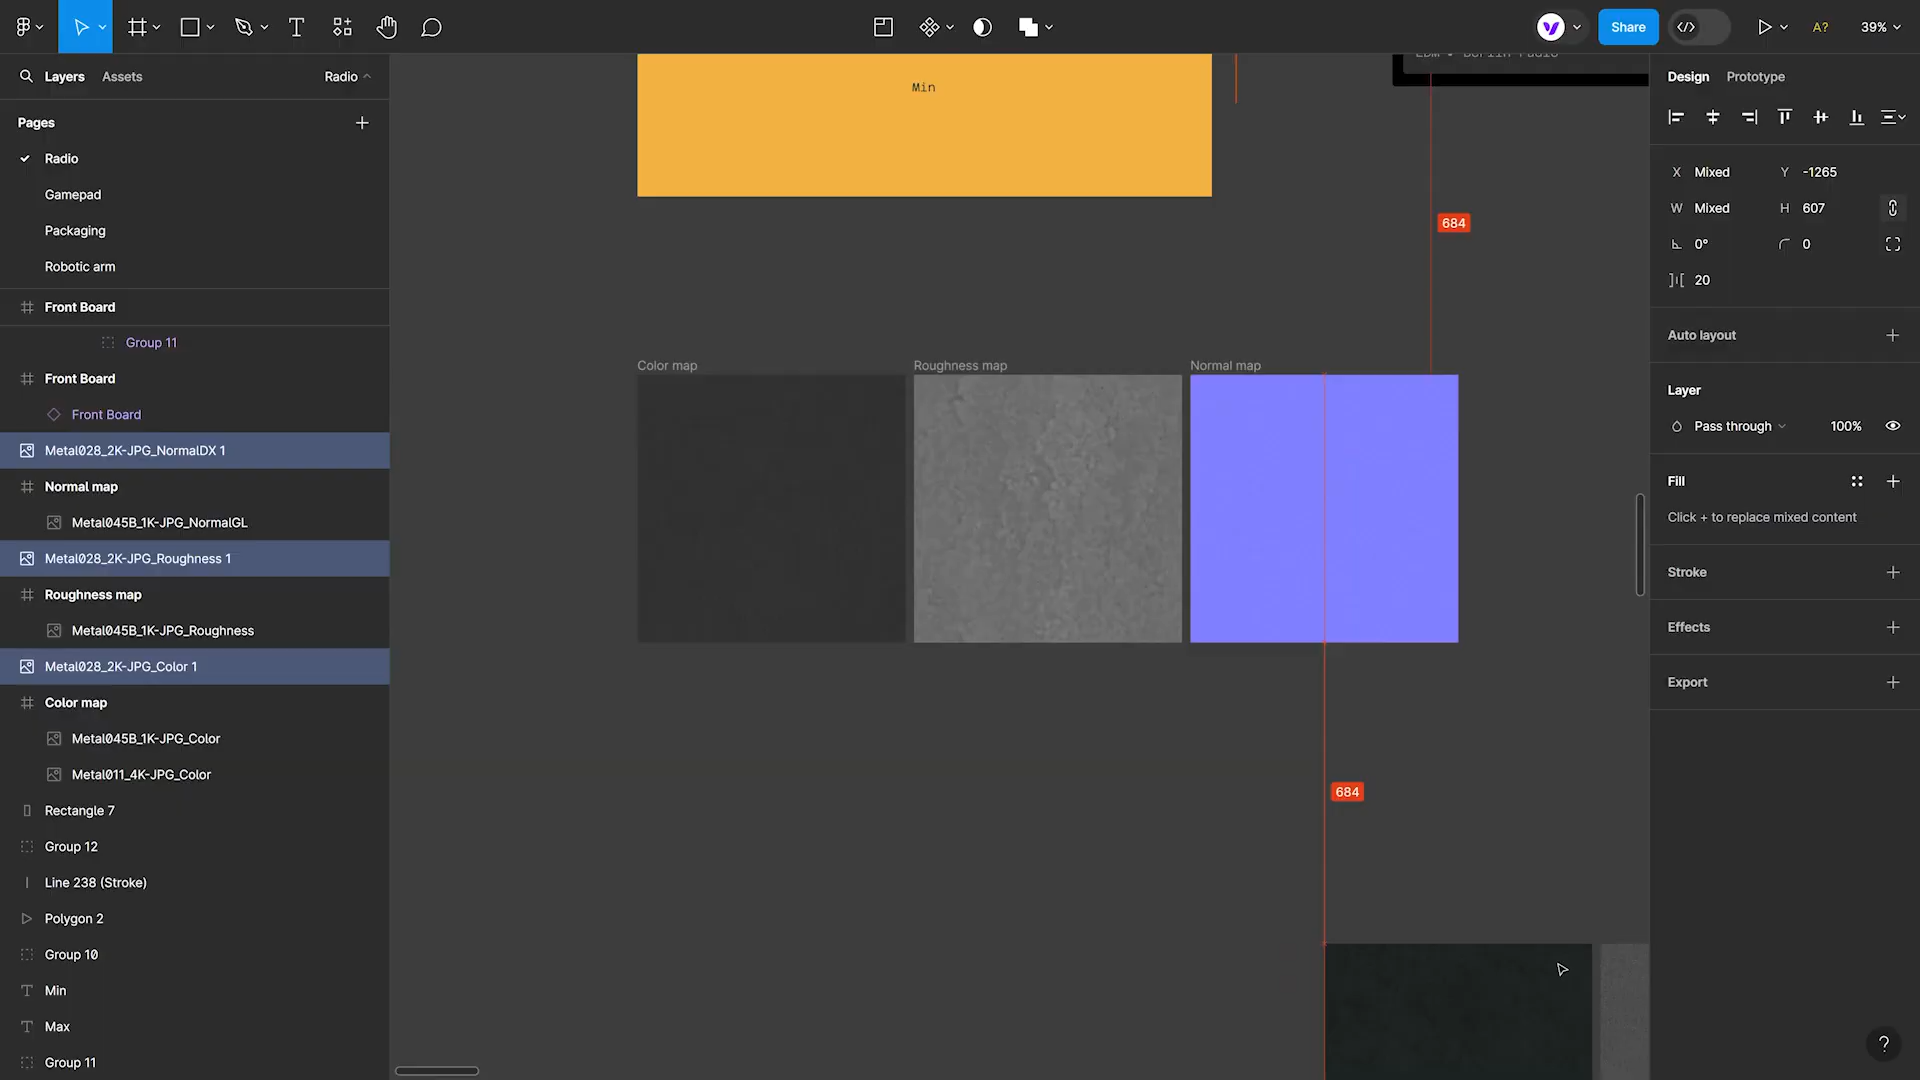 Share
A?
39%
Layers
Assets
Radio
Pages
Radio
Gamepad
Packaging
Robotic arm
Front Board
Group 11
Front Board
Front Board
Metal028_2K-JPG_NormalDX 1
Normal map
Metal045B_1K-JPG_NormalGL
Metal028_2K-JPG_Roughness 1
Roughness map
Metal045B_1K-JPG_Roughness
Metal028_2K-JPG_Color 1
Color map
Metal045B_1K-JPG_Color
Metal011_4K-JPG_Color
Rectangle 7
Group 12
Line 238 (Stroke)
Polygon 2
Group 10
Min
Max
Group 11
Min
684
Color map
Roughness map
Normal map
684
Design
Prototype
X Mixed
Y -1265
W Mixed
H 607
0°
0
20
Auto layout
Layer
Pass through
100%
Fill
Click + to replace mixed content
Stroke
Effects
Export
?